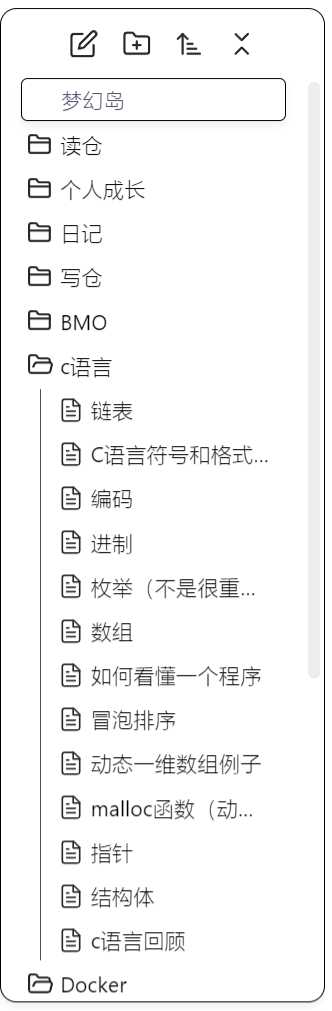 梦幻岛
读仓
个人成长
日记
写仓
BMO
c语言
链表
C语言符号和格式...
编码
进制
枚举（不是很重...
数组
如何看懂一个程序
冒泡排序
动态一维数组例子
malloc函数（动...
指针
结构体
c语言回顾
Docker